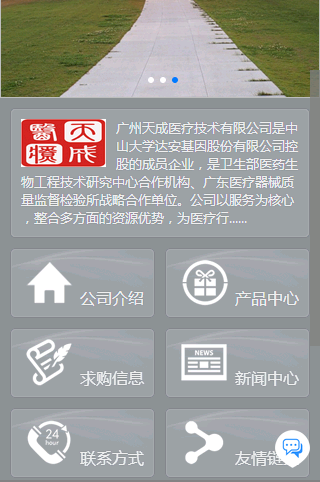 醫天
療成
广州天成医疗技术有限公司是中
山大学达安基因股份有限公司控
股的成员企业，是卫生部医药生
物工程技术研究中心合作机构、广东医疗器械质
量监督检验所战略合作单位。公司以服务为核心
，整合多方面的资源优势，为医疗行......
公司介绍
产品中心
求购信息
NEWS
新闻中心
24
hour
联系方式
友情链